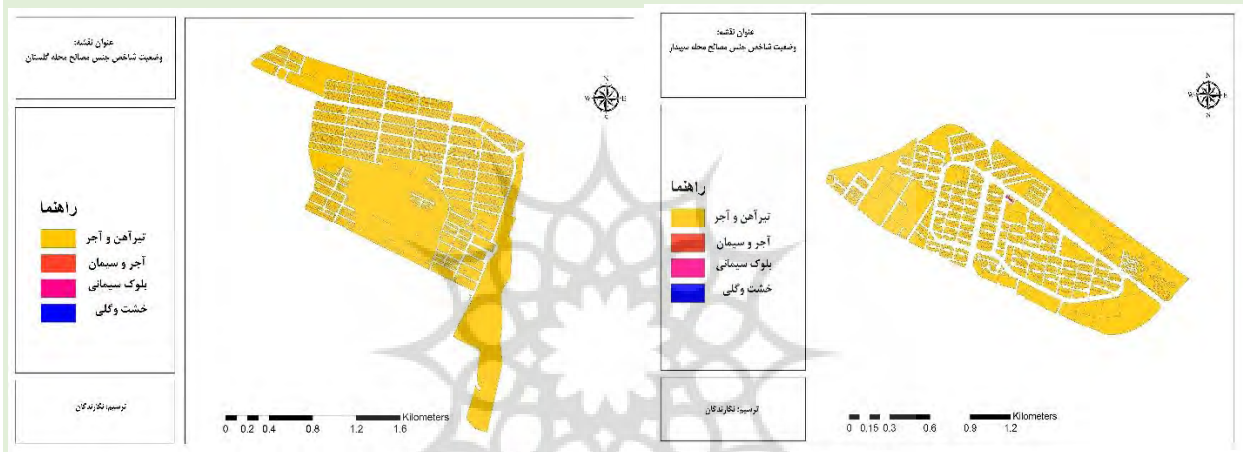 عنوان نقشه:
وضعیت شاخص جنس مصالح محله گلستان
راهنما
تیرآهن و آجر
آجر و سیمان
بلوک سیمانی
خشت وگلی
ترسیم: نگارندگان
N
W E
S
Kilometers
0 0.2 0.4 0.8 1.2 1.6
عنوان نقشه:
وضعیت شاخص جنس مصالح محله سپیدار
راهنما
تیرآهن و آجر
آجر و سیمان
بلوک سیمانی
خشت وگلی
ترسیم: نگارندگان
N
W E
Kilometers
0 0.15 0.3 0.6 0.9 1.2